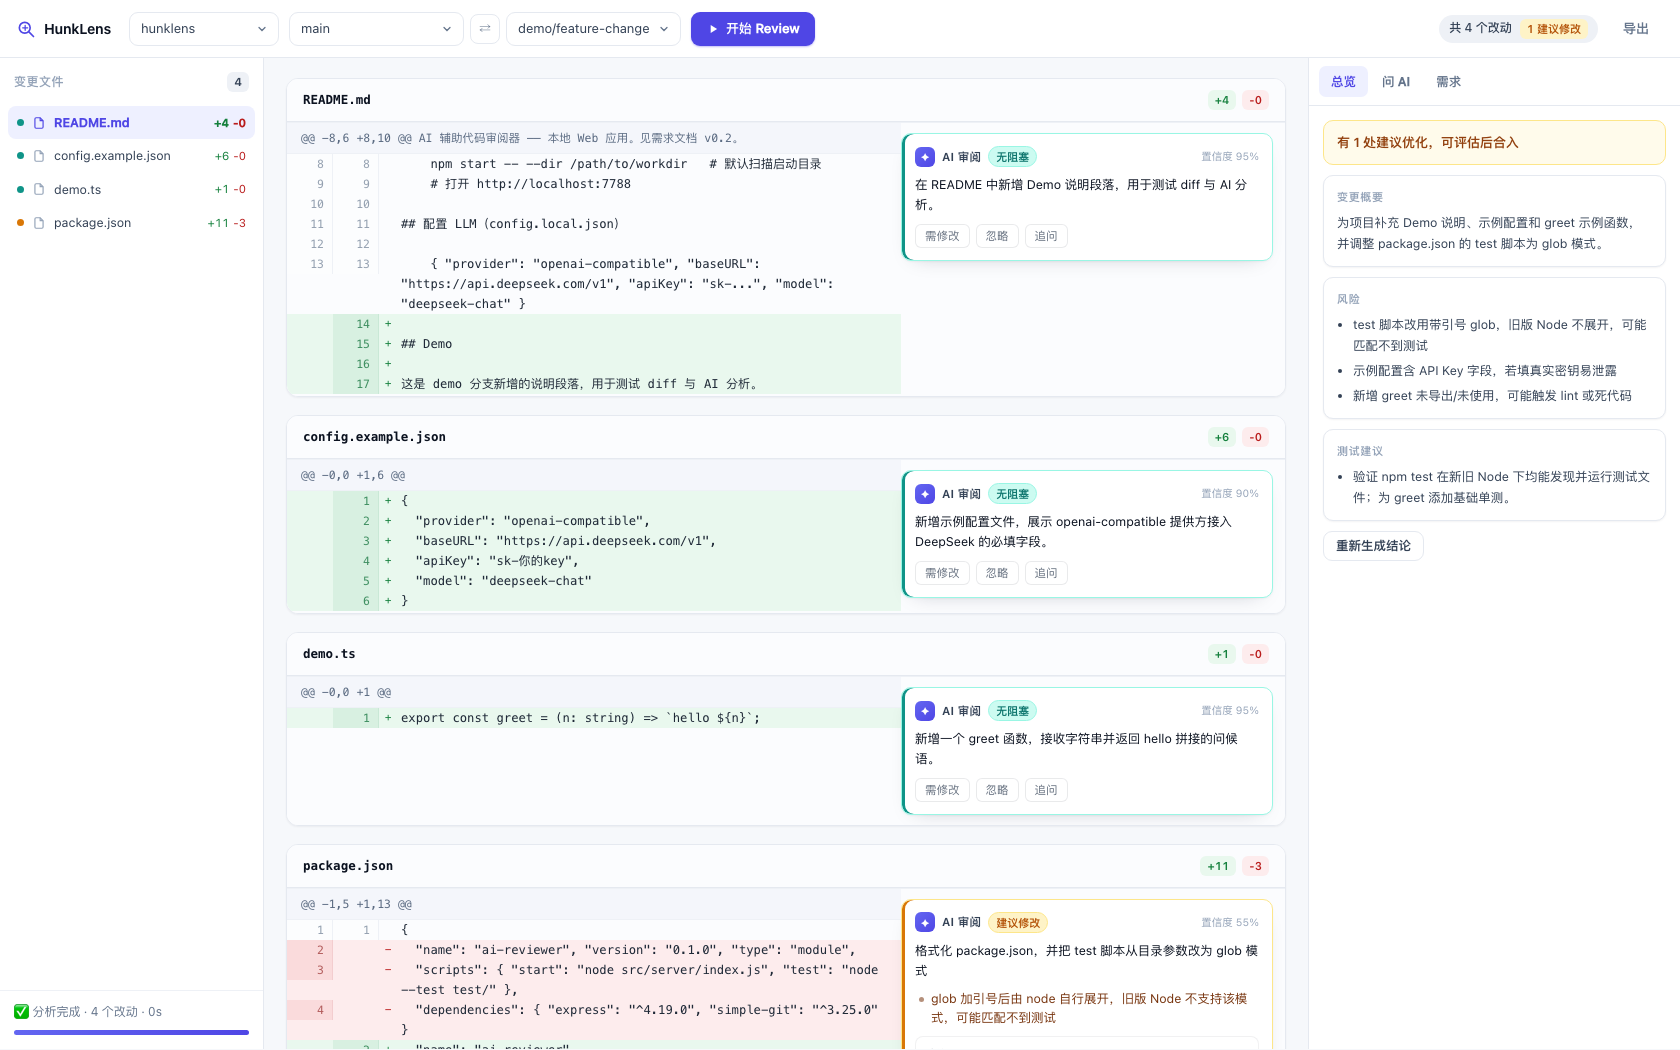 HunkLens
hunklens
main
⇄
demo/feature-change
开始 Review
共 4 个改动
1 建议修改
导出
变更文件
4
README.md
+4 -0
config.example.json
+6 -0
demo.ts
+1 -0
package.json
+11 -3
✅ 分析完成 · 4 个改动 · 0s
README.md
+4
-0
@@ -8,6 +8,10 @@ AI 辅助代码审阅器 —— 本地 Web 应用。见需求文档 v0.2。
8 8 npm start -- --dir /path/to/workdir # 默认扫描启动目录
9 9 # 打开 http://localhost:7788
10 10
11 11 ## 配置 LLM（config.local.json）
12 12
13 13 { "provider": "openai-compatible", "baseURL":
"https://api.deepseek.com/v1", "apiKey": "sk-...", "model":
"deepseek-chat" }
14 +
15 + ## Demo
16 +
17 + 这是 demo 分支新增的说明段落，用于测试 diff 与 AI 分析。
AI 审阅
无阻塞
置信度 95%
在 README 中新增 Demo 说明段落，用于测试 diff 与 AI 分
析。
需修改
忽略
追问
config.example.json
+6
-0
@@ -0,0 +1,6 @@
1 + {
2 + "provider": "openai-compatible",
3 + "baseURL": "https://api.deepseek.com/v1",
4 + "apiKey": "sk-你的key",
5 + "model": "deepseek-chat"
6 + }
AI 审阅
无阻塞
置信度 90%
新增示例配置文件，展示 openai-compatible 提供方接入
DeepSeek 的必填字段。
需修改
忽略
追问
demo.ts
+1
-0
@@ -0,0 +1 @@
1 + export const greet = (n: string) => `hello ${n}`;
AI 审阅
无阻塞
置信度 95%
新增一个 greet 函数，接收字符串并返回 hello 拼接的问候
语。
需修改
忽略
追问
package.json
+11
-3
@@ -1,5 +1,13 @@
1 1 {
2 - "name": "ai-reviewer", "version": "0.1.0", "type": "module",
3 - "scripts": { "start": "node src/server/index.js", "test": "node
--test test/" },
4 - "dependencies": { "express": "^4.19.0", "simple-git": "^3.25.0"
}
2 + "name": "ai-reviewer",
AI 审阅
建议修改
置信度 55%
格式化 package.json，并把 test 脚本从目录参数改为 glob 模
式
glob 加引号后由 node 自行展开，旧版 Node 不支持该模
式，可能匹配不到测试
总览
问 AI
需求
有 1 处建议优化，可评估后合入
变更概要
为项目补充 Demo 说明、示例配置和 greet 示例函数，
并调整 package.json 的 test 脚本为 glob 模式。
风险
test 脚本改用带引号 glob，旧版 Node 不展开，可能
匹配不到测试
示例配置含 API Key 字段，若填真实密钥易泄露
新增 greet 未导出/未使用，可能触发 lint 或死代码
测试建议
验证 npm test 在新旧 Node 下均能发现并运行测试文
件；为 greet 添加基础单测。
重新生成结论